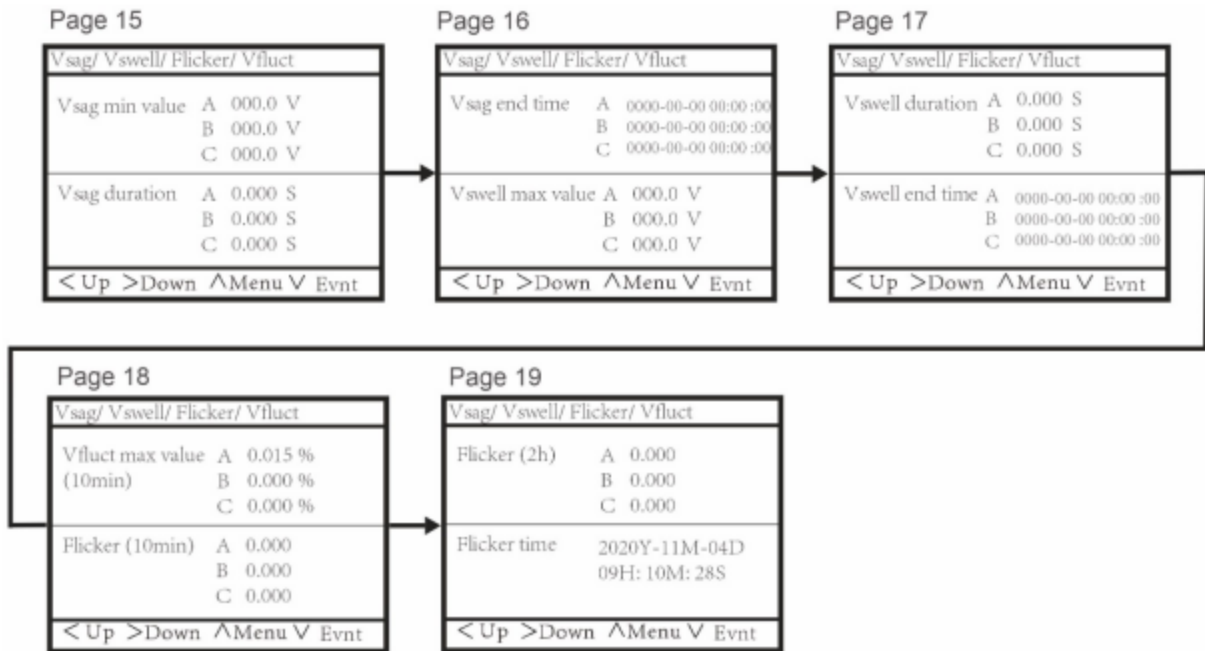 Page 15
Vsag/ Vswell/ Flicker/ Vfluct
Vsag min value A 000.0 V
B 000.0 V
C 000.0 V
Vsag duration A 0.000 S
B 0.000 S
C 0.000 S
< Up >Down ∧Menu ∨ Evnt
Page 16
Vsag/ Vswell/ Flicker/ Vfluct
Vsag end time A 0000-00-00 00:00 :00
B 0000-00-00 00:00 :00
C 0000-00-00 00:00 :00
Vswell max value A 000.0 V
B 000.0 V
C 000.0 V
< Up >Down ∧Menu ∨ Evnt
Page 17
Vsag/ Vswell/ Flicker/ Vfluct
Vswell duration A 0.000 S
B 0.000 S
C 0.000 S
Vswell end time A 0000-00-00 00:00 :00
B 0000-00-00 00:00 :00
C 0000-00-00 00:00 :00
< Up >Down ∧Menu ∨ Evnt
Page 18
Vsag/ Vswell/ Flicker/ Vfluct
Vfluct max value A 0.015 %
(10min) B 0.000 %
C 0.000 %
Flicker (10min) A 0.000
B 0.000
C 0.000
< Up >Down ∧Menu ∨ Evnt
Page 19
Vsag/ Vswell/ Flicker/ Vfluct
Flicker (2h) A 0.000
B 0.000
C 0.000
Flicker time 2020Y-11M-04D
09H: 10M: 28S
< Up >Down ∧Menu ∨ Evnt